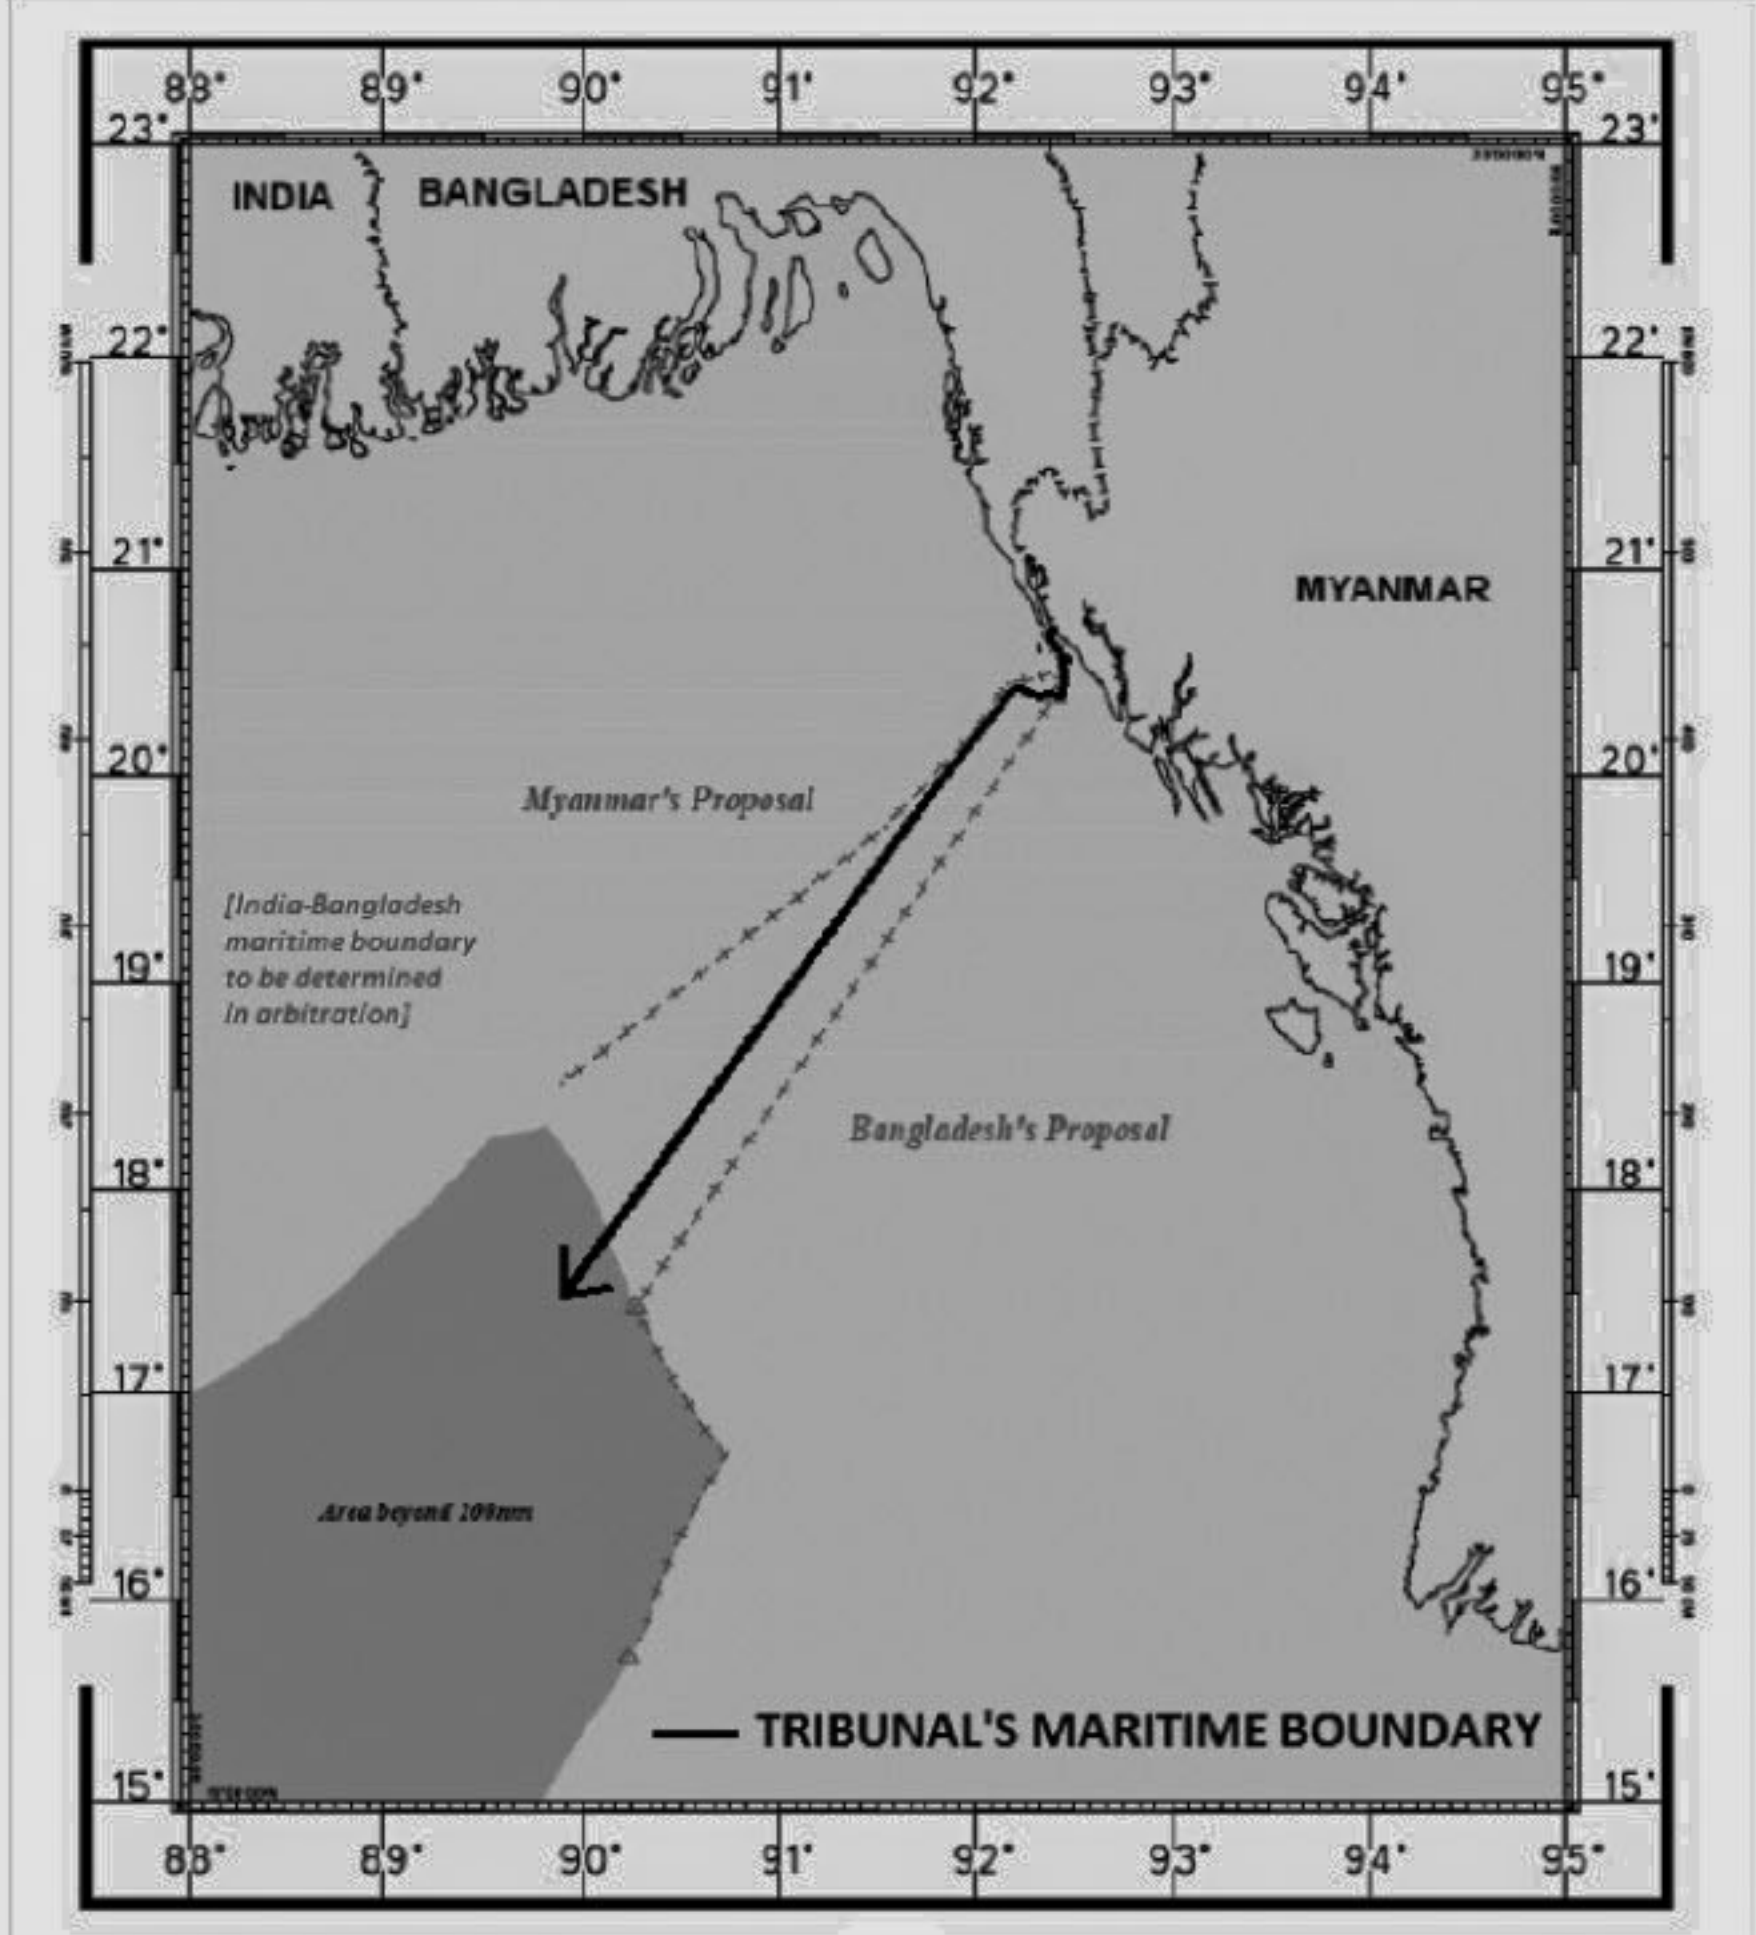 88° 89° 90° 91° 92° 93° 94° 95°
23° 23°
INDIA BANGLADESH
22° 22°
21° 21°
MYANMAR
20° 20°
Myanmar's Proposal
[India-Bangladesh
maritime boundary
to be determined
in arbitration]
19° 19°
Bangladesh's Proposal
18° 18°
17° 17°
Area beyond 200nm
16° 16°
TRIBUNAL'S MARITIME BOUNDARY
15° 15°
88° 89° 90° 91° 92° 93° 94° 95°